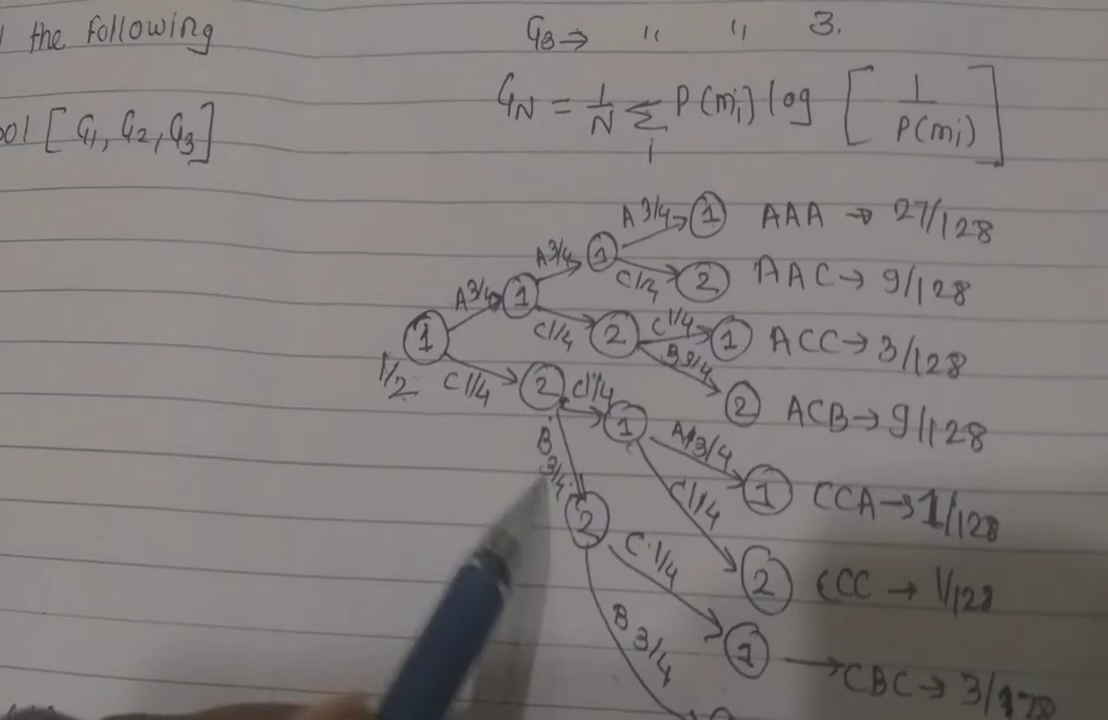 the following
G3 → " " 3.
[G1, G2, G3]
GN = 1/N Σi P(mi) log [1/P(mi)]
A 3/4 1 AAA → 27/128
A 3/4 1 C 1/4 2 AAC → 9/128
A 3/4 1 C 1/4 2 C 1/4 1 ACC → 3/128
1 1/2 C 1/4 2 C 1/4 B 3/4 2 ACB → 9/128
1 A 3/4 1 CCA → 1/128
B 3/4 C 1/4 2 CCC → 1/128
2 C 1/4 1 → CBC → 3/128
B 3/4